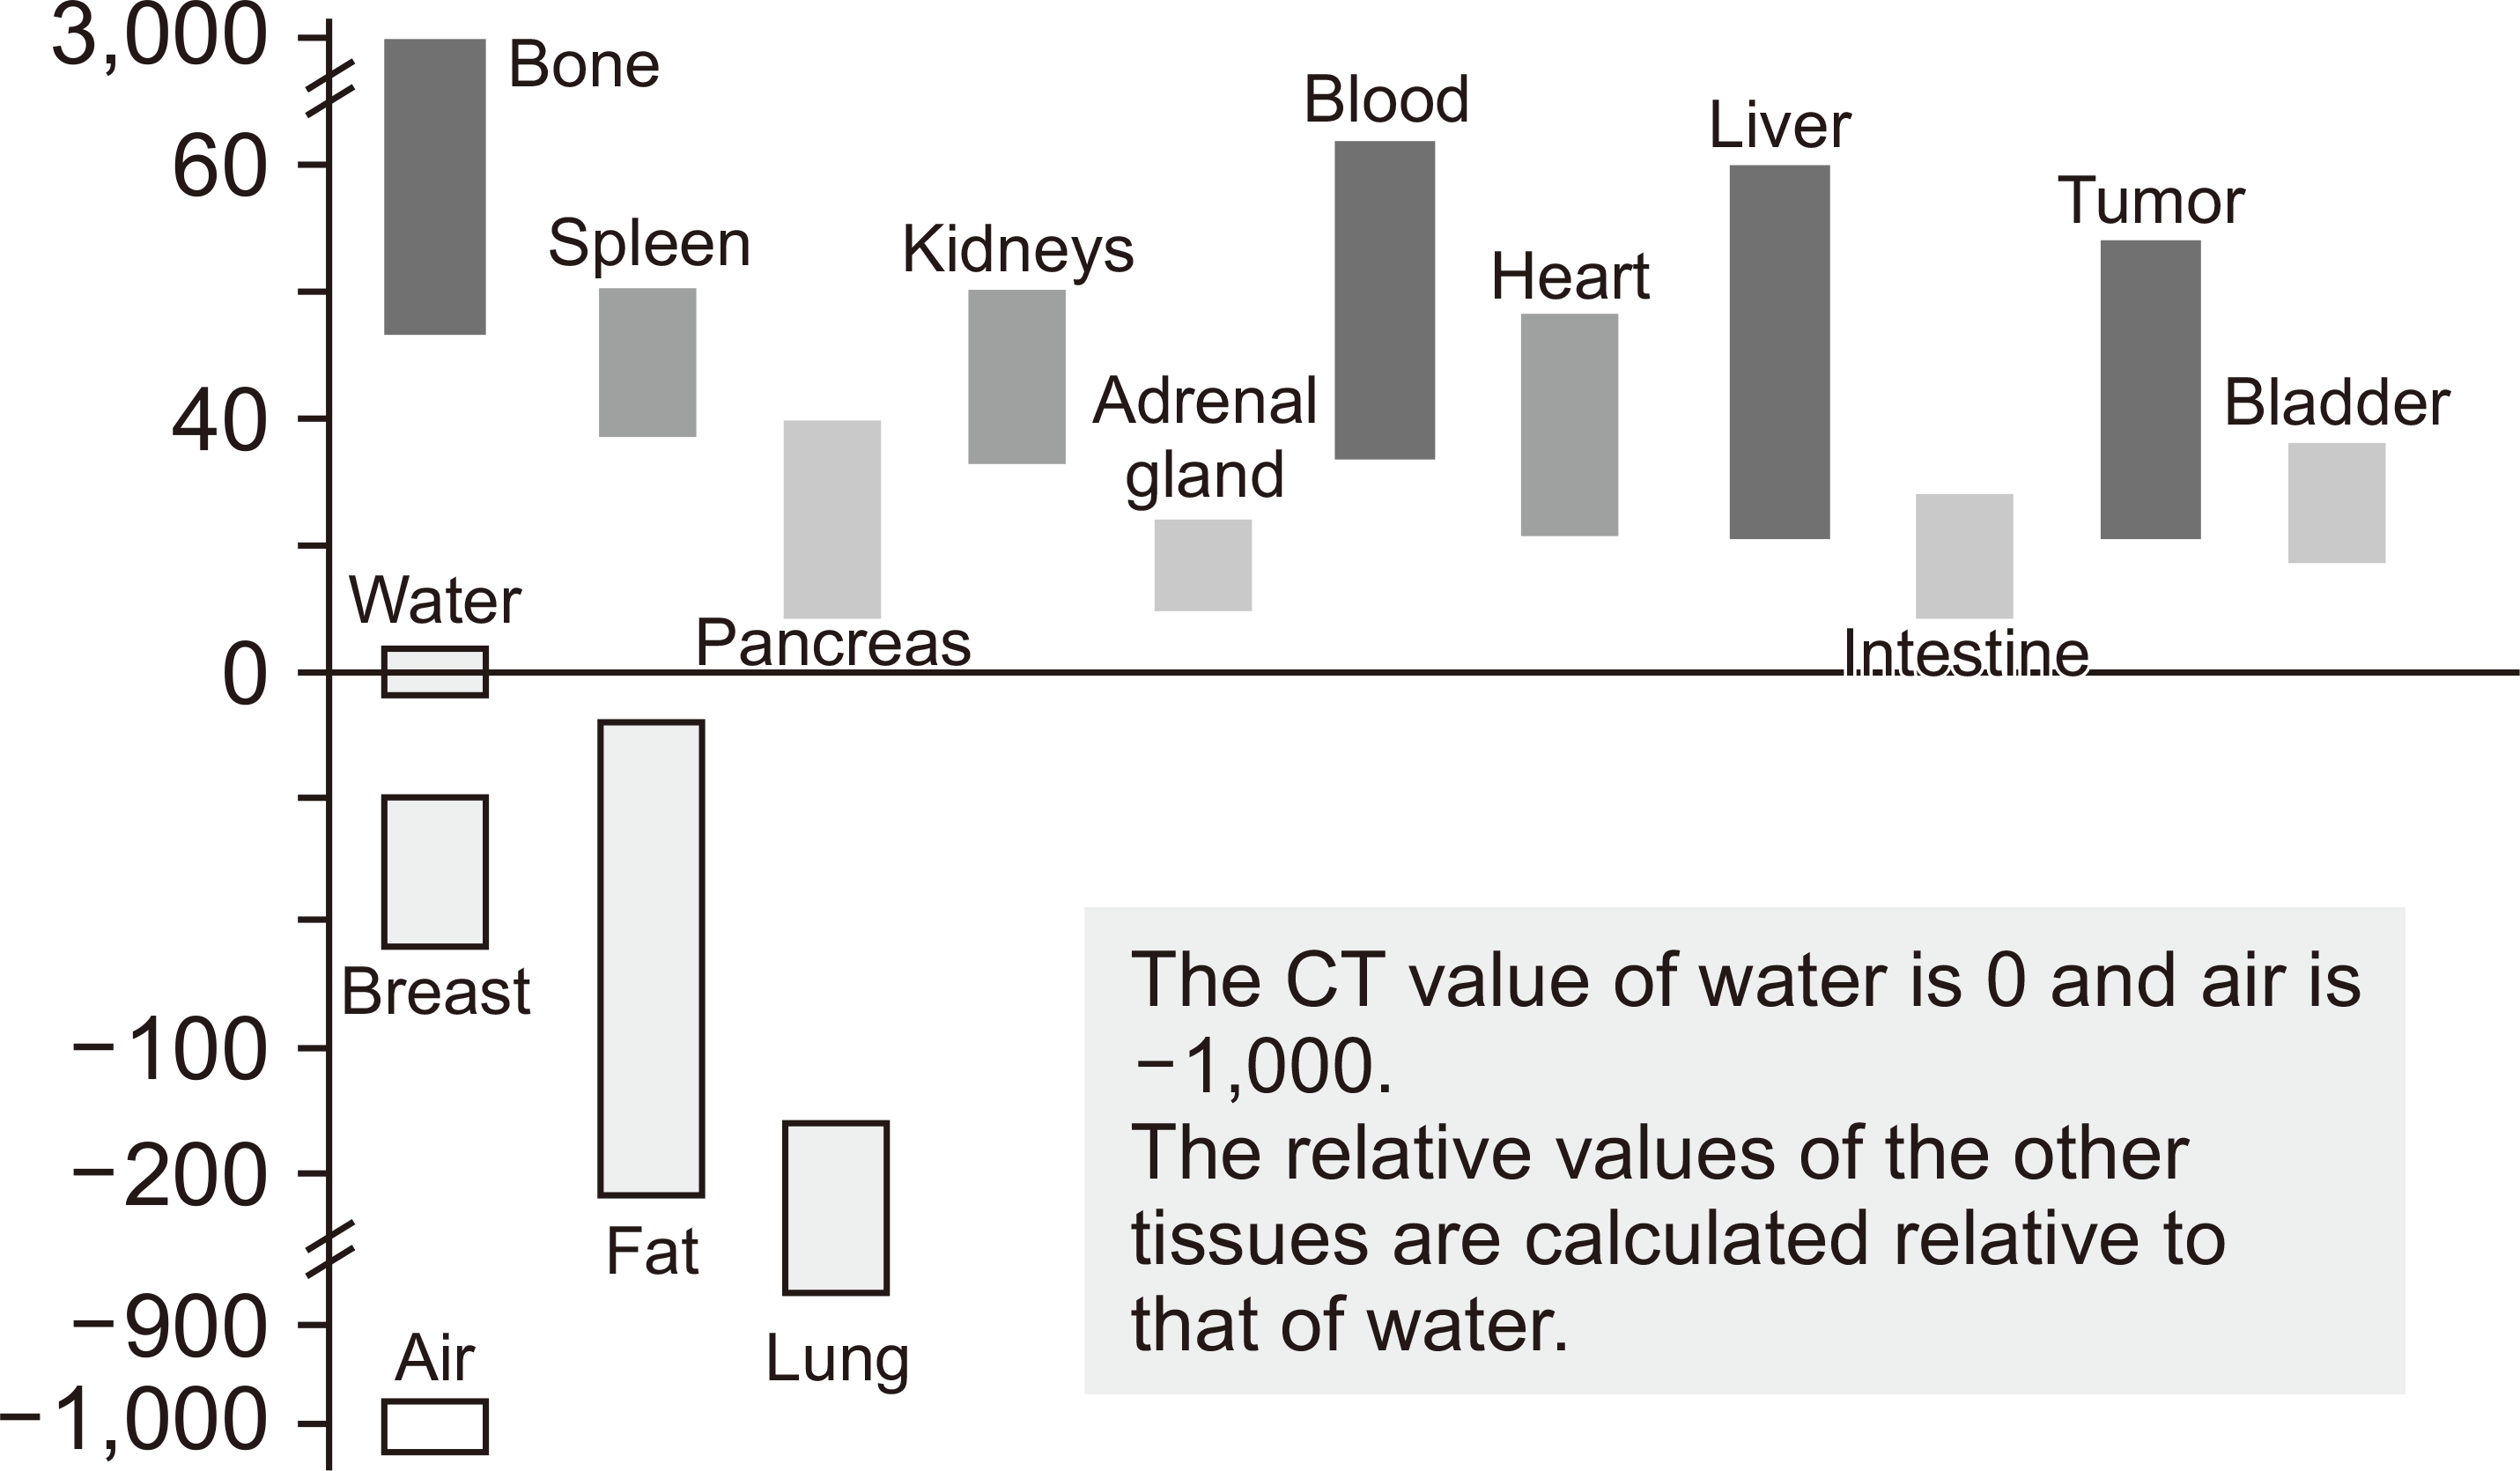 3,000
Bone
Blood
Liver
60
Tumor
Spleen
Kidneys
Heart
Adrenal
gland
Bladder
40
Water
Pancreas
Intestine
0
Breast
−100
−200
Fat
−900
Air
Lung
−1,000
The CT value of water is 0 and air is
−1,000.
The relative values of the other
tissues are calculated relative to
that of water.